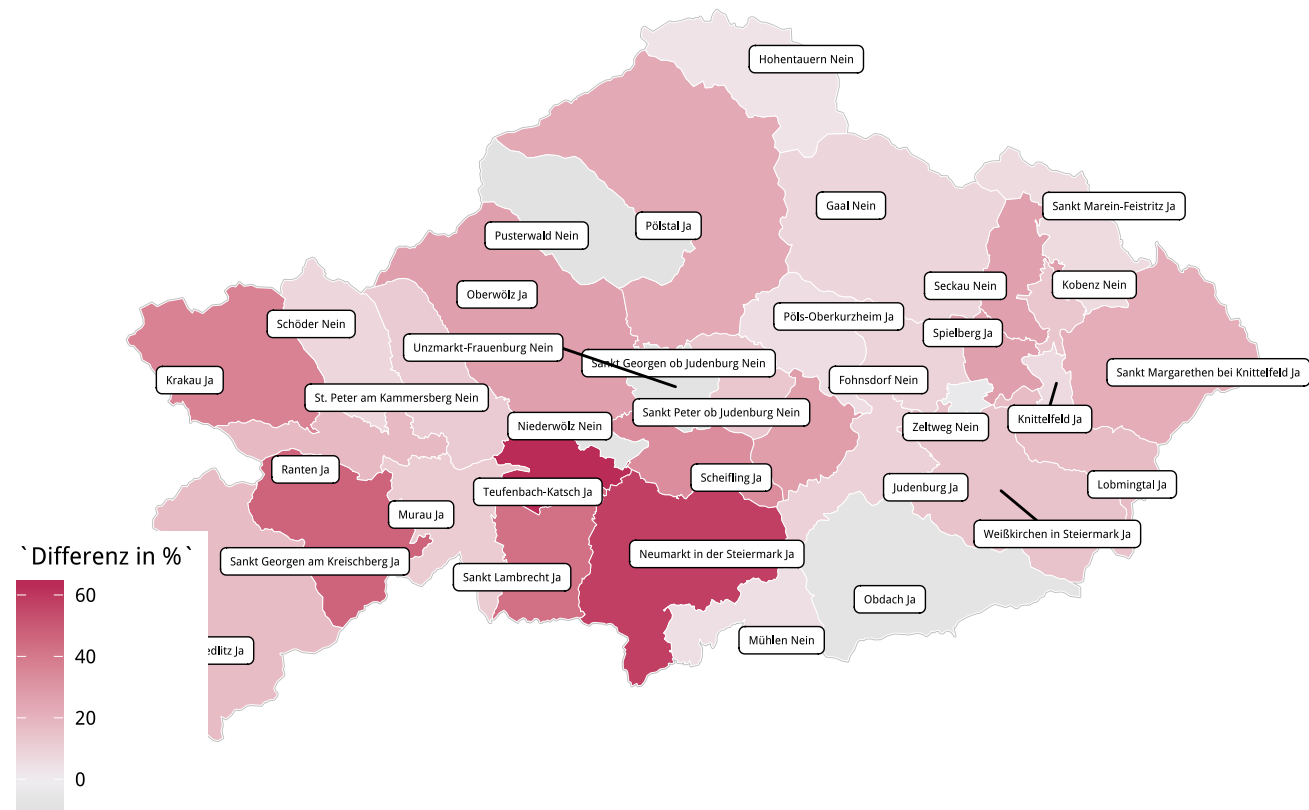 Hohentauern Nein
Gaal Nein
Sankt Marein-Feistritz Ja
Pölstal Ja
Pusterwald Nein
Seckau Nein
Kobenz Nein
Oberwölz Ja
Pöls-Oberkurzheim Ja
Schöder Nein
Spielberg Ja
Unzmarkt-Frauenburg Nein
Sankt Georgen ob Judenburg Nein
Krakau Ja
Fohnsdorf Nein
Sankt Margarethen bei Knittelfeld Ja
St. Peter am Kammersberg Nein
Sankt Peter ob Judenburg Nein
Niederwölz Nein
Zeltweg Nein
Knittelfeld Ja
Ranten Ja
Scheifling Ja
Teufenbach-Katsch Ja
Judenburg Ja
Lobmingtal Ja
Murau Ja
Weißkirchen in Steiermark Ja
Neumarkt in der Steiermark Ja
Sankt Georgen am Kreischberg Ja
Sankt Lambrecht Ja
Obdach Ja
Mühlen Nein
edlitz Ja
`Differenz in %`
60
40
20
0